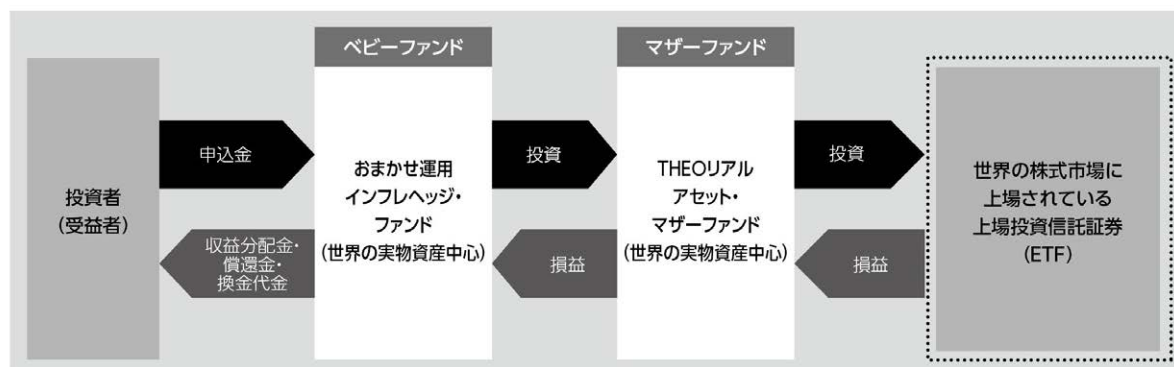 ベビーファンド
マザーファンド
投資者
(受益者)
申込金
収益分配金・
償還金・
換金代金
おまかせ運用
インフレヘッジ・
ファンド
(世界の実物資産中心)
投資
損益
THEOリアル
アセット・
マザーファンド
(世界の実物資産中心)
投資
損益
世界の株式市場に
上場されている
上場投資信託証券
(ETF)